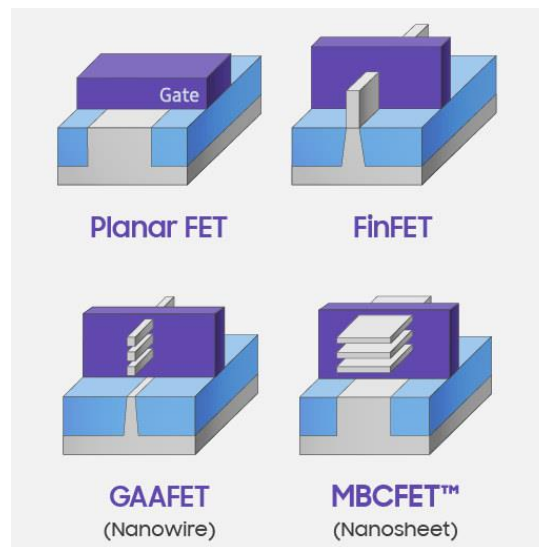 Gate
Planar FET
FinFET
GAAFET
(Nanowire)
MBCFET™
(Nanosheet)